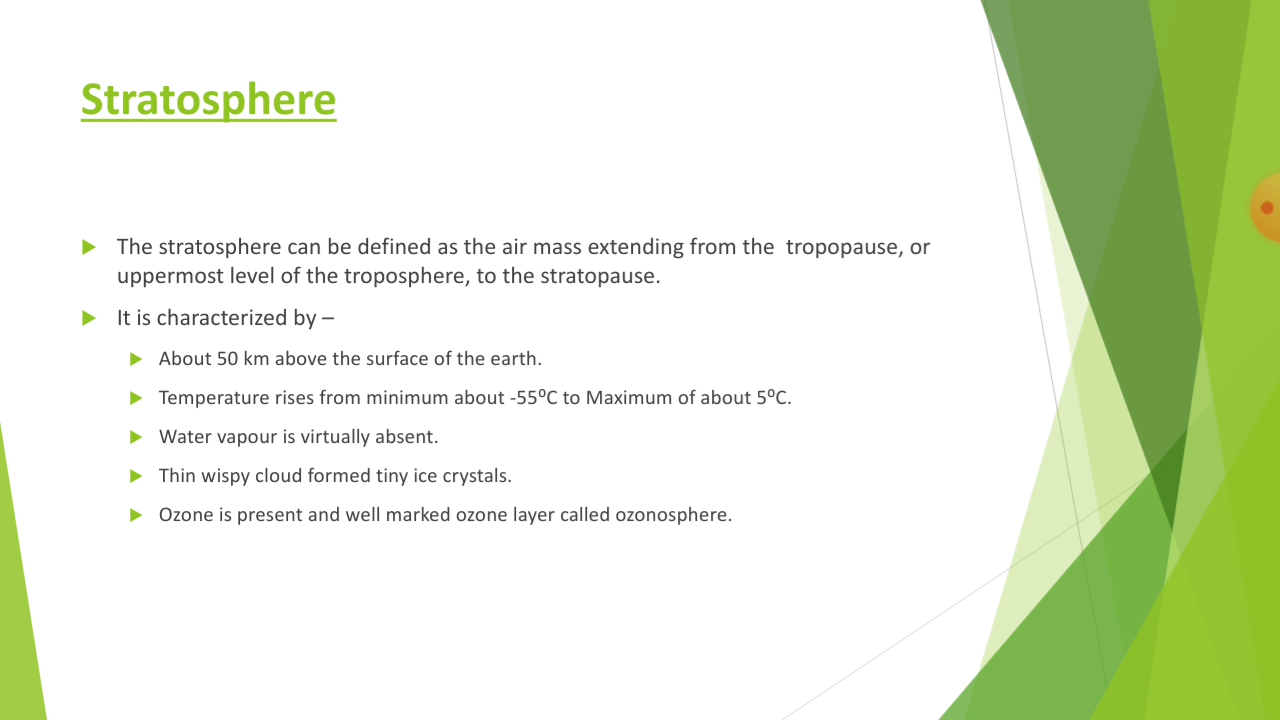 Stratosphere
The stratosphere can be defined as the air mass extending from the  tropopause, or
uppermost level of the troposphere, to the stratopause.
It is characterized by –
About 50 km above the surface of the earth.
Temperature rises from minimum about -55⁰C to Maximum of about 5⁰C.
Water vapour is virtually absent.
Thin wispy cloud formed tiny ice crystals.
Ozone is present and well marked ozone layer called ozonosphere.